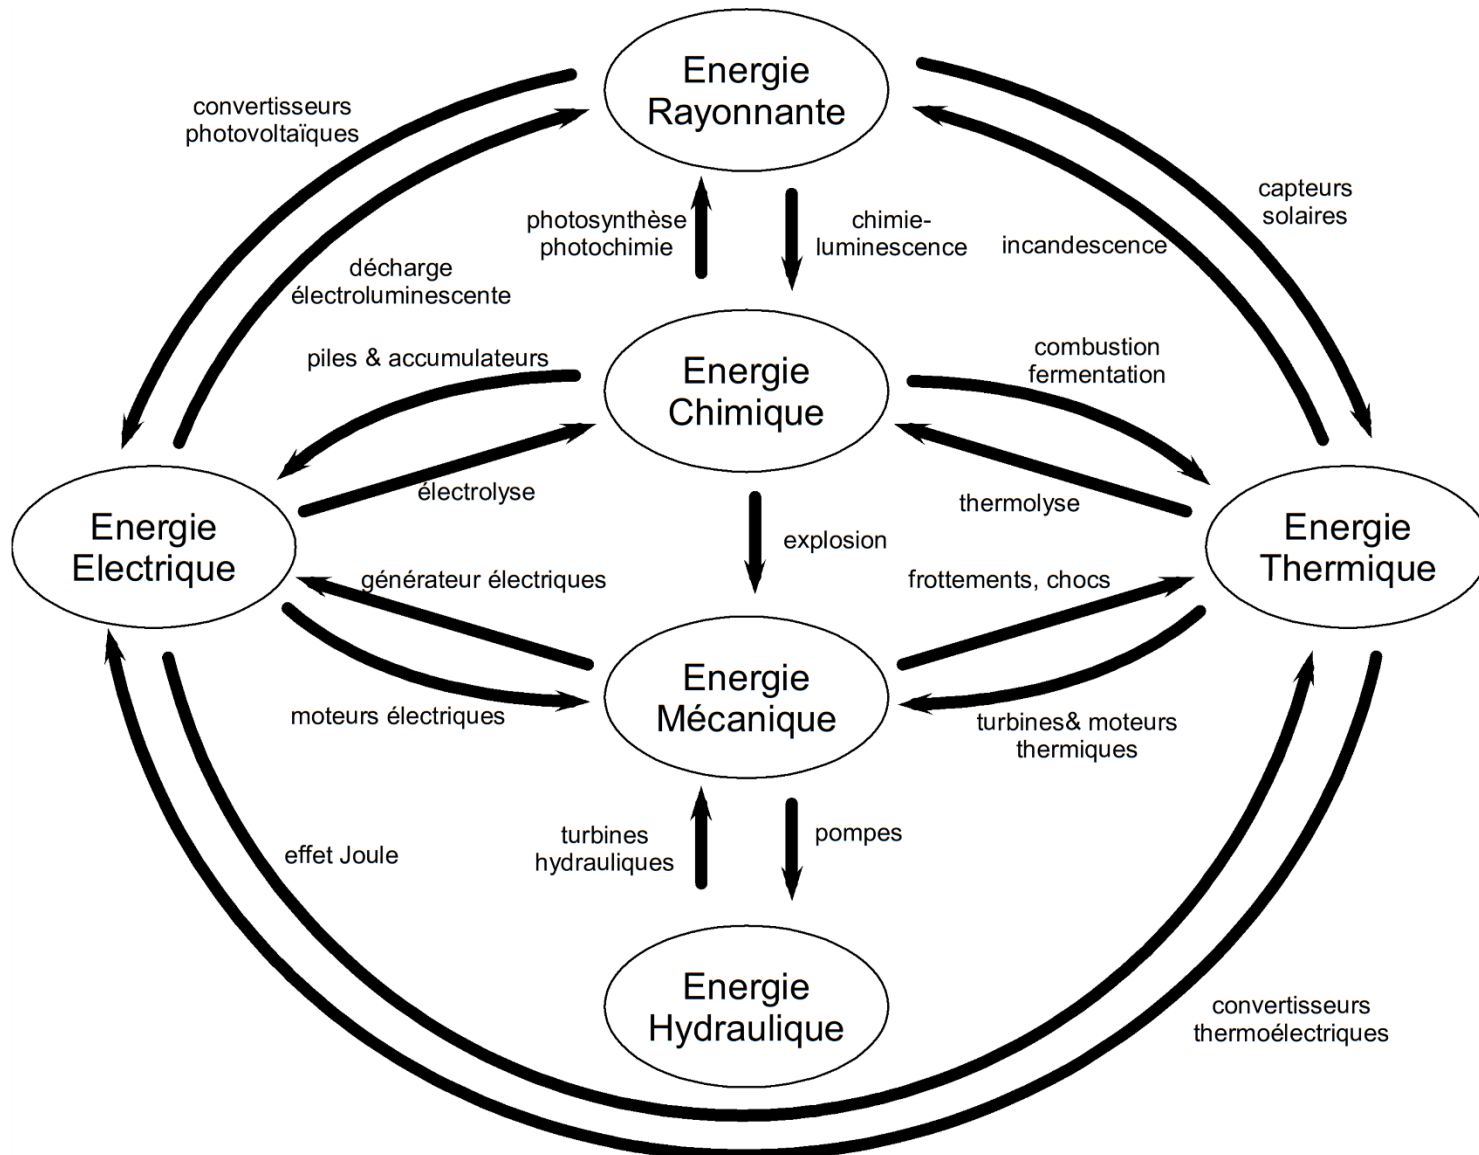 Energie
Rayonnante
convertisseurs
photovoltaïques
capteurs
solaires
photosynthèse
photochimie
chimie-
luminescence
incandescence
décharge
électroluminescente
piles & accumulateurs
Energie
Chimique
combustion
fermentation
électrolyse
thermolyse
Energie
Electrique
explosion
Energie
Thermique
générateur électriques
frottements, chocs
Energie
Mécanique
moteurs électriques
turbines& moteurs
thermiques
turbines
hydrauliques
pompes
effet Joule
Energie
Hydraulique
convertisseurs
thermoélectriques